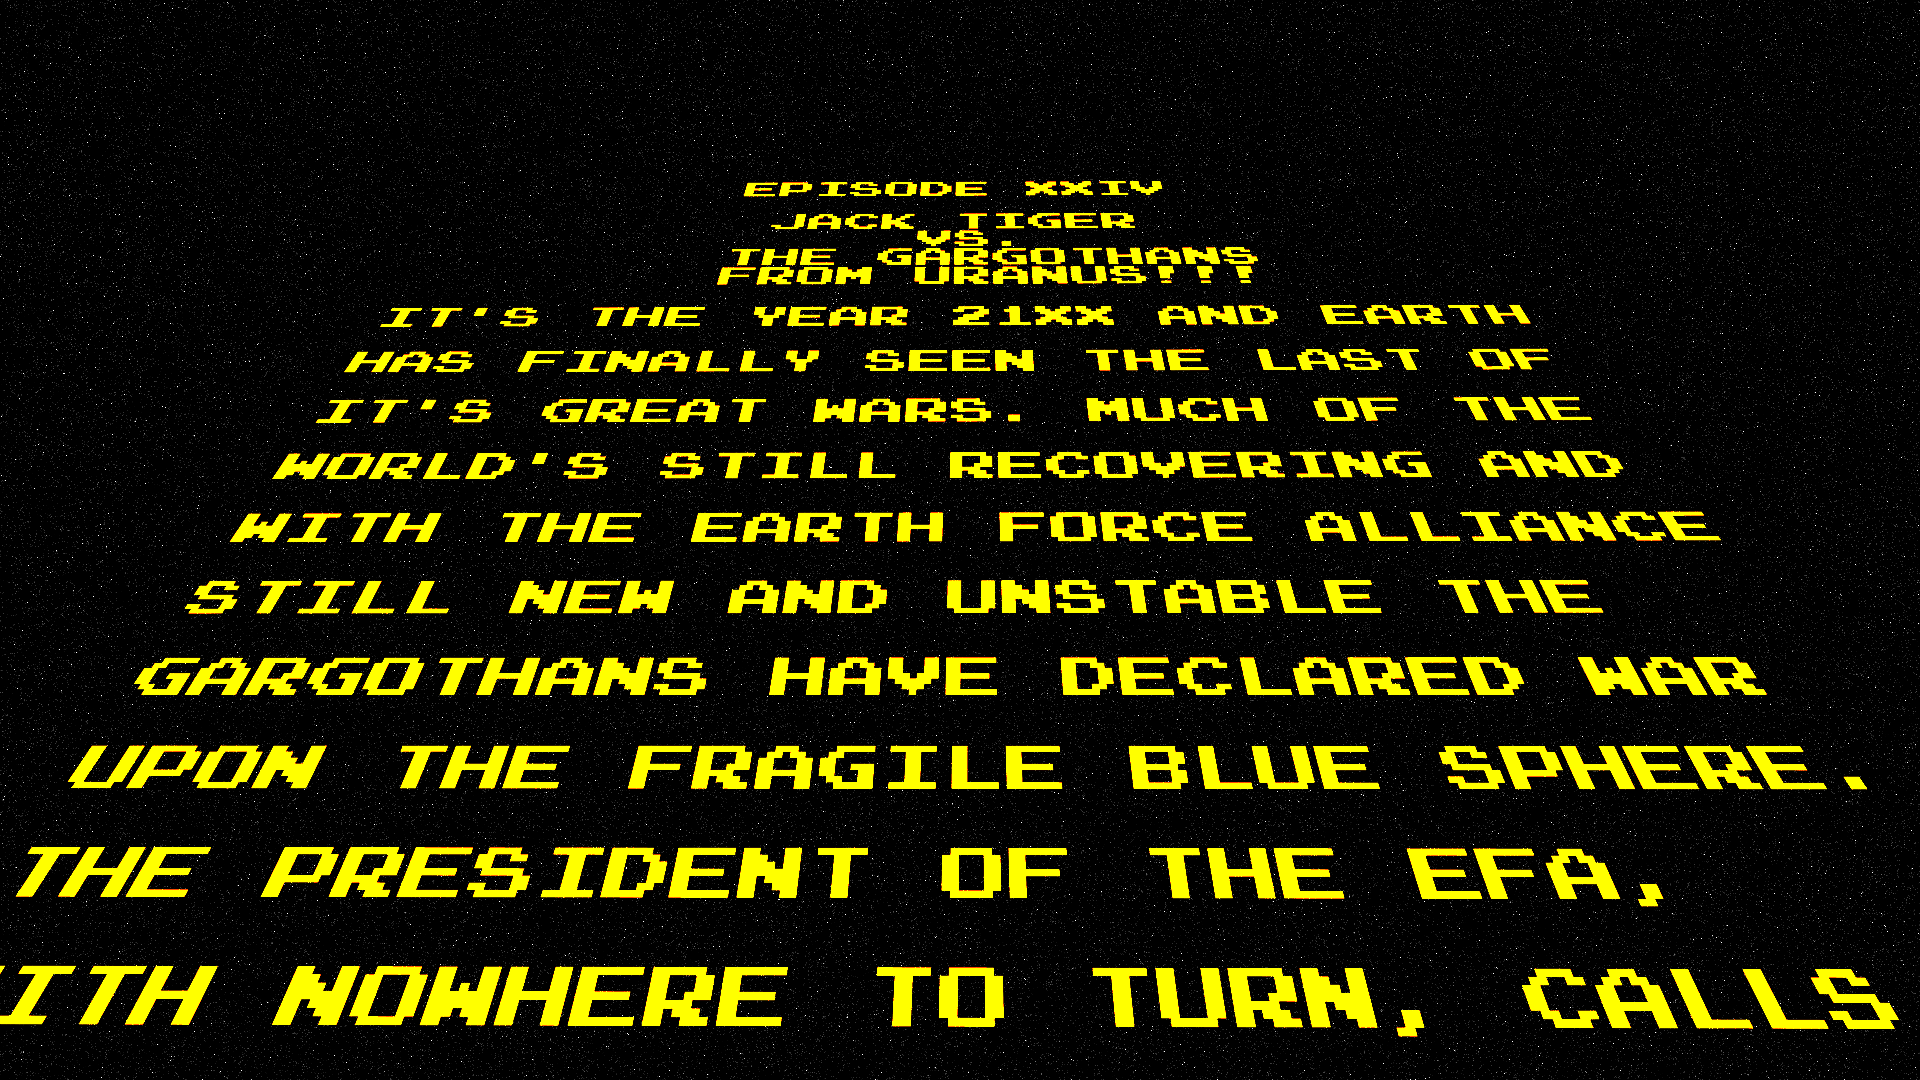 EPISODE XXIV
JACK TIGER
VS.
THE GARGOTHANS
FROM URANUS!!!
IT'S THE YEAR 21XX AND EARTH
HAS FINALLY SEEN THE LAST OF
IT'S GREAT WARS. MUCH OF THE
WORLD'S STILL RECOVERING AND
WITH THE EARTH FORCE ALLIANCE
STILL NEW AND UNSTABLE THE
GARGOTHANS HAVE DECLARED WAR
UPON THE FRAGILE BLUE SPHERE.
THE PRESIDENT OF THE EFA,
ITH NOWHERE TO TURN, CALLS